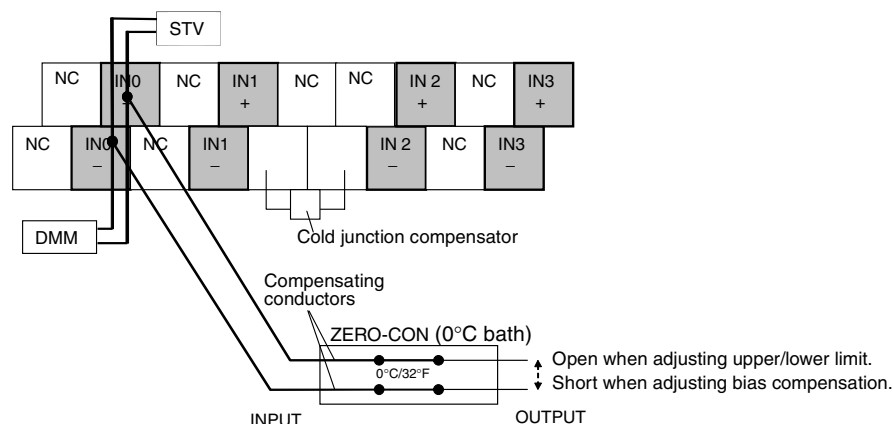 STV
NC IN0 + NC IN1 + NC NC IN 2 + NC IN3 +
NC IN0 – NC IN1 – IN 2 – NC IN3 –
DMM
Cold junction compensator
Compensating
conductors
ZERO-CON (0°C bath)
0°C/32°F
Open when adjusting upper/lower limit.
Short when adjusting bias compensation.
INPUT OUTPUT